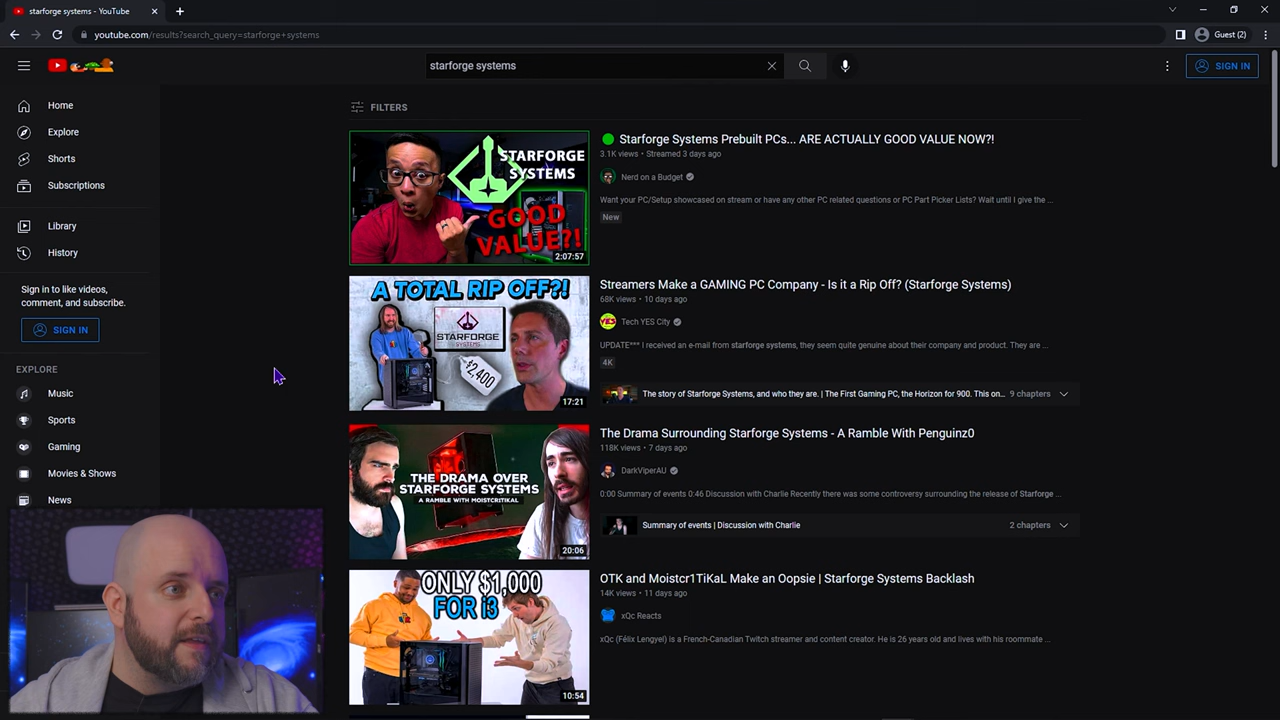 starforge systems - YouTube
Guest (2)
youtube.com/results?search_query=starforge+systems
starforge systems
SIGN IN
Home
Explore
Shorts
Subscriptions
Library
History
Sign in to like videos,
comment, and subscribe.
SIGN IN
EXPLORE
Music
Sports
Gaming
Movies & Shows
News
FILTERS
STARFORGE
SYSTEMS
GOOD
VALUE?!
2:07:57
Starforge Systems Prebuilt PCs... ARE ACTUALLY GOOD VALUE NOW?!
3.1K views • Streamed 3 days ago
Nerd on a Budget
Want your PC/Setup showcased on stream or have any other PC related questions or PC Part Picker Lists? Wait until I give the ...
New
A TOTAL RIP OFF?!
STARFORGE
SYSTEMS
$2,400
17:21
Streamers Make a GAMING PC Company - Is it a Rip Off? (Starforge Systems)
68K views • 10 days ago
YES
Tech YES City
UPDATE*** I received an e-mail from starforge systems, they seem quite genuine about their company and product. They are ...
4K
The story of Starforge Systems, and who they are. | The First Gaming PC, the Horizon for 900. This on...
9 chapters
THE DRAMA OVER
STARFORGE SYSTEMS
A RAMBLE WITH MOISTCRITIKAL
20:06
The Drama Surrounding Starforge Systems - A Ramble With Penguinz0
118K views • 7 days ago
DarkViperAU
0:00 Summary of events 0:46 Discussion with Charlie Recently there was some controversy surrounding the release of Starforge ...
Summary of events | Discussion with Charlie
2 chapters
ONLY $1,000
FOR i3
10:54
OTK and Moistcr1TiKaL Make an Oopsie | Starforge Systems Backlash
14K views • 11 days ago
xQc Reacts
xQc (Félix Lengyel) is a French-Canadian Twitch streamer and content creator. He is 26 years old and lives with his roommate ...